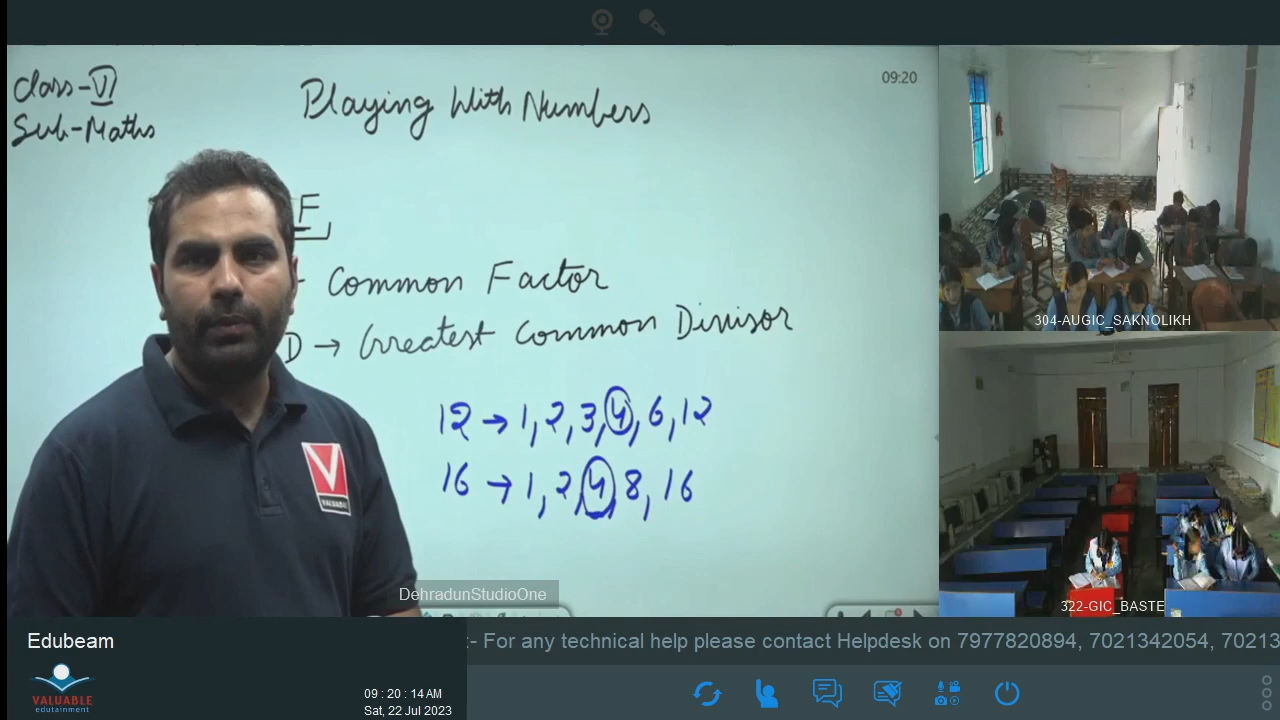 Class-VI
Sub-Maths
Playing With Numbers
09:20
F
- Common Factor
D → Greatest Common Divisor
12 → 1, 2, 3, 4, 6, 12
16 → 1, 2, 4, 8, 16
V
VALUABLE
DehradunStudioOne
304-AUGIC_SAKNOLIKH
322-GIC_BASTE
Edubeam
- For any technical help please contact Helpdesk on 7977820894, 7021342054, 70213
VALUABLE
edutainment
09 : 20 : 14 AM
Sat, 22 Jul 2023